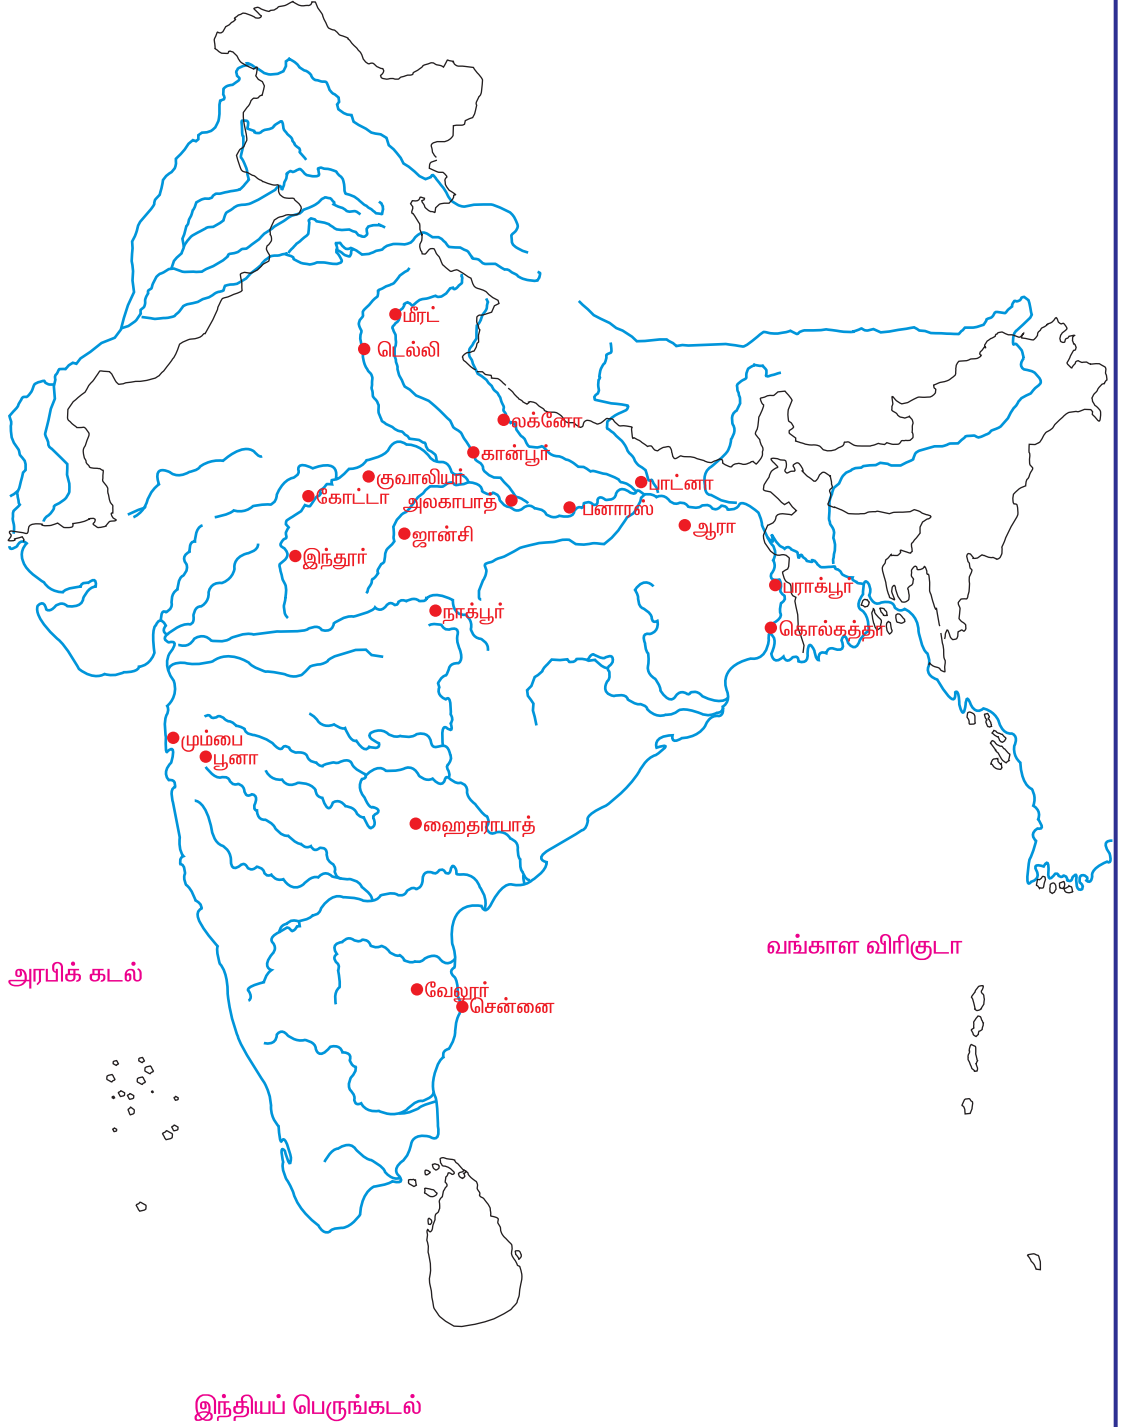 மீரட்
டெல்லி
லக்னோ
கான்பூர்
குவாலியர்
பாட்னா
கோட்டா
அலகாபாத்
பனாரஸ்
ஆரா
ஜான்சி
இந்தூர்
பராக்பூர்
நாக்பூர்
கொல்கத்தா
மும்பை
பூனா
ஹைதராபாத்
வங்காள விரிகுடா
அரபிக் கடல்
வேலூர்
சென்னை
இந்தியப் பெருங்கடல்